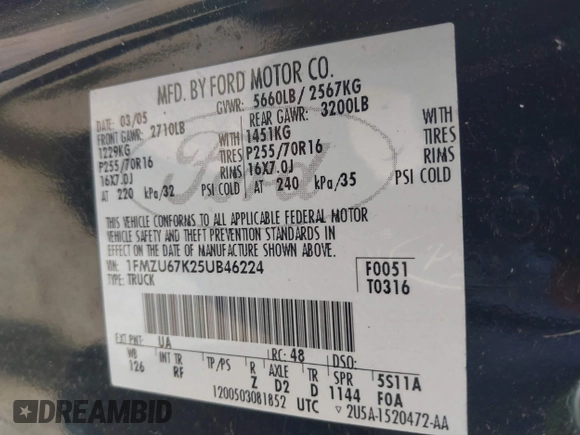 MFD. BY FORD MOTOR CO.
DATE: 03/05 GVWR: 5660LB/ 2567KG
FRONT GAWR: 2710LB REAR GAWR: 3200LB
1229KG WITH 1451KG WITH
P255/70R16 TIRES P255/70R16 TIRES
16X7.0J RIMS 16X7.0J RIMS
AT 220 kPa/32 PSI COLD AT 240 kPa/35 PSI COLD
THIS VEHICLE CONFORMS TO ALL APPLICABLE FEDERAL MOTOR
VEHICLE SAFETY AND THEFT PREVENTION STANDARDS IN
EFFECT ON THE DATE OF MANUFACTURE SHOWN ABOVE.
VIN: 1FMZU67K25UB46224 F0051
TYPE: TRUCK T0316
Ford
EXT PNT: UA RC: 48 DSO:
WB INT TR TP/PS R AXLE TR SPR 5S11A
126 RF Z D2 D 1144 F0A
1200503081852 UTC ▽ 2U5A-1520472-AA
DREAMBID